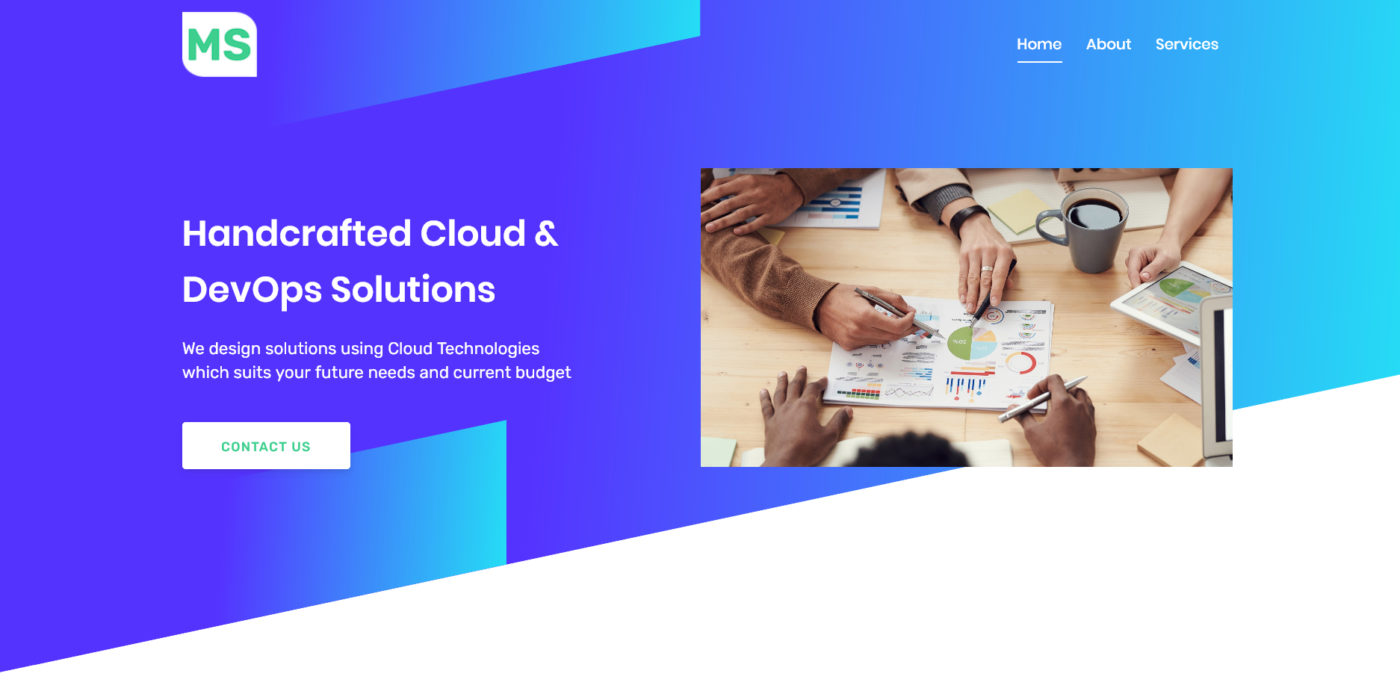 MS
Home About Services
Handcrafted Cloud &
DevOps Solutions
We design solutions using Cloud Technologies
which suits your future needs and current budget
CONTACT US